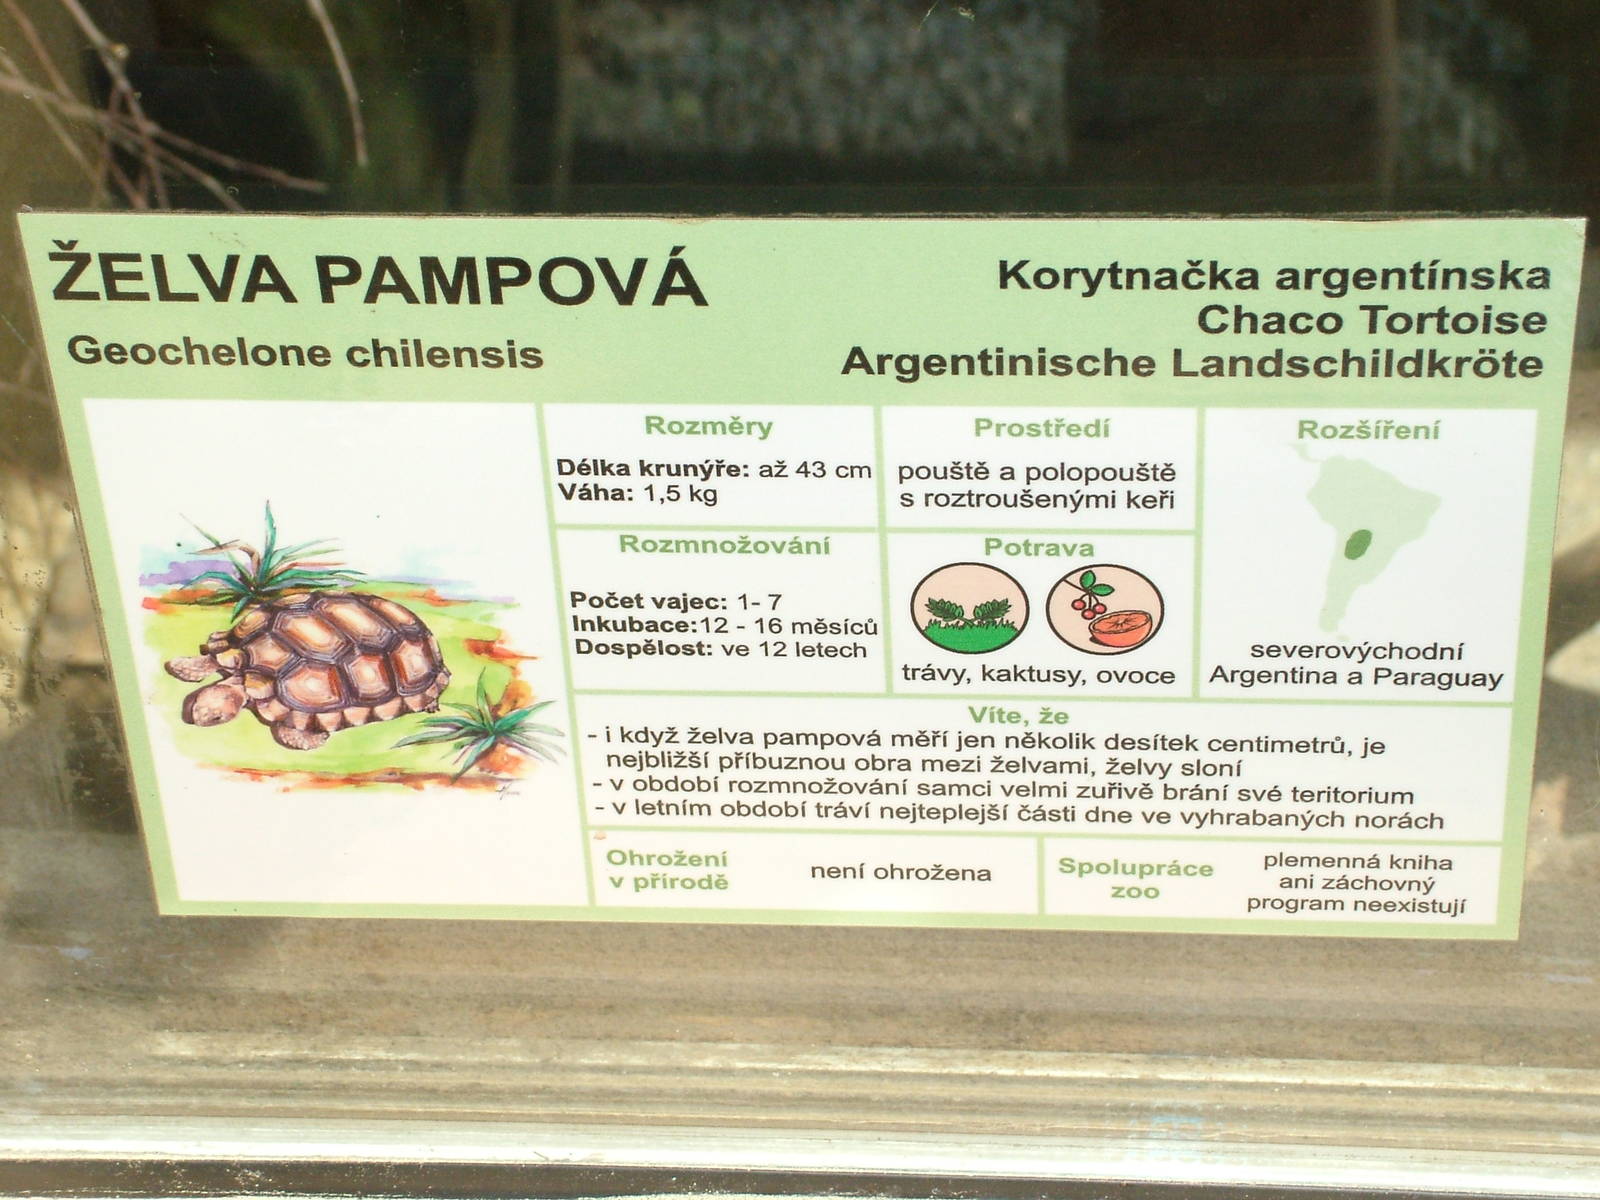 ŽELVA PAMPOVÁ
Geochelone chilensis
Korytnačka argentínska
Chaco Tortoise
Argentinische Landschildkröte
Rozměry
Délka krunýře: až 43 cm
Váha: 1,5 kg
Prostředí
pouště a polopouště
s roztroušenými keři
Rozšíření
severovýchodní
Argentina a Paraguay
Rozmnožování
Počet vajec: 1- 7
Inkubace:12 - 16 měsíců
Dospělost: ve 12 letech
Potrava
trávy, kaktusy, ovoce
Víte, že
- i když želva pampová měří jen několik desítek centimetrů, je
nejbližší příbuznou obra mezi želvami, želvy sloní
- v období rozmnožování samci velmi zuřivě brání své teritorium
- v letním období tráví nejteplejší části dne ve vyhrabaných norách
Ohrožení
v přírodě
není ohrožena
Spolupráce
zoo
plemenná kniha
ani záchovný
program neexistují